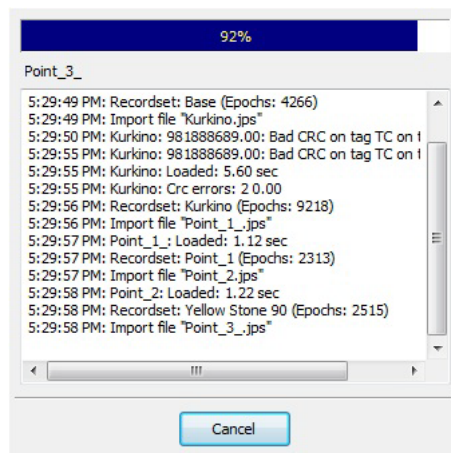 92%
Point_3_
5:29:49 PM: Recordset: Base (Epochs: 4266)
5:29:49 PM: Import file "Kurkino.jps"
5:29:50 PM: Kurkino: 981888689.00: Bad CRC on tag TC on t
5:29:55 PM: Kurkino: 981888689.00: Bad CRC on tag TC on t
5:29:55 PM: Kurkino: Loaded: 5.60 sec
5:29:55 PM: Kurkino: Crc errors: 2 0.00
5:29:56 PM: Recordset: Kurkino (Epochs: 9218)
5:29:56 PM: Import file "Point_1_.jps"
5:29:57 PM: Point_1_: Loaded: 1.12 sec
5:29:57 PM: Recordset: Point_1 (Epochs: 2313)
5:29:57 PM: Import file "Point_2.jps"
5:29:58 PM: Point_2: Loaded: 1.22 sec
5:29:58 PM: Recordset: Yellow Stone 90 (Epochs: 2515)
5:29:58 PM: Import file "Point_3_.jps"
Cancel